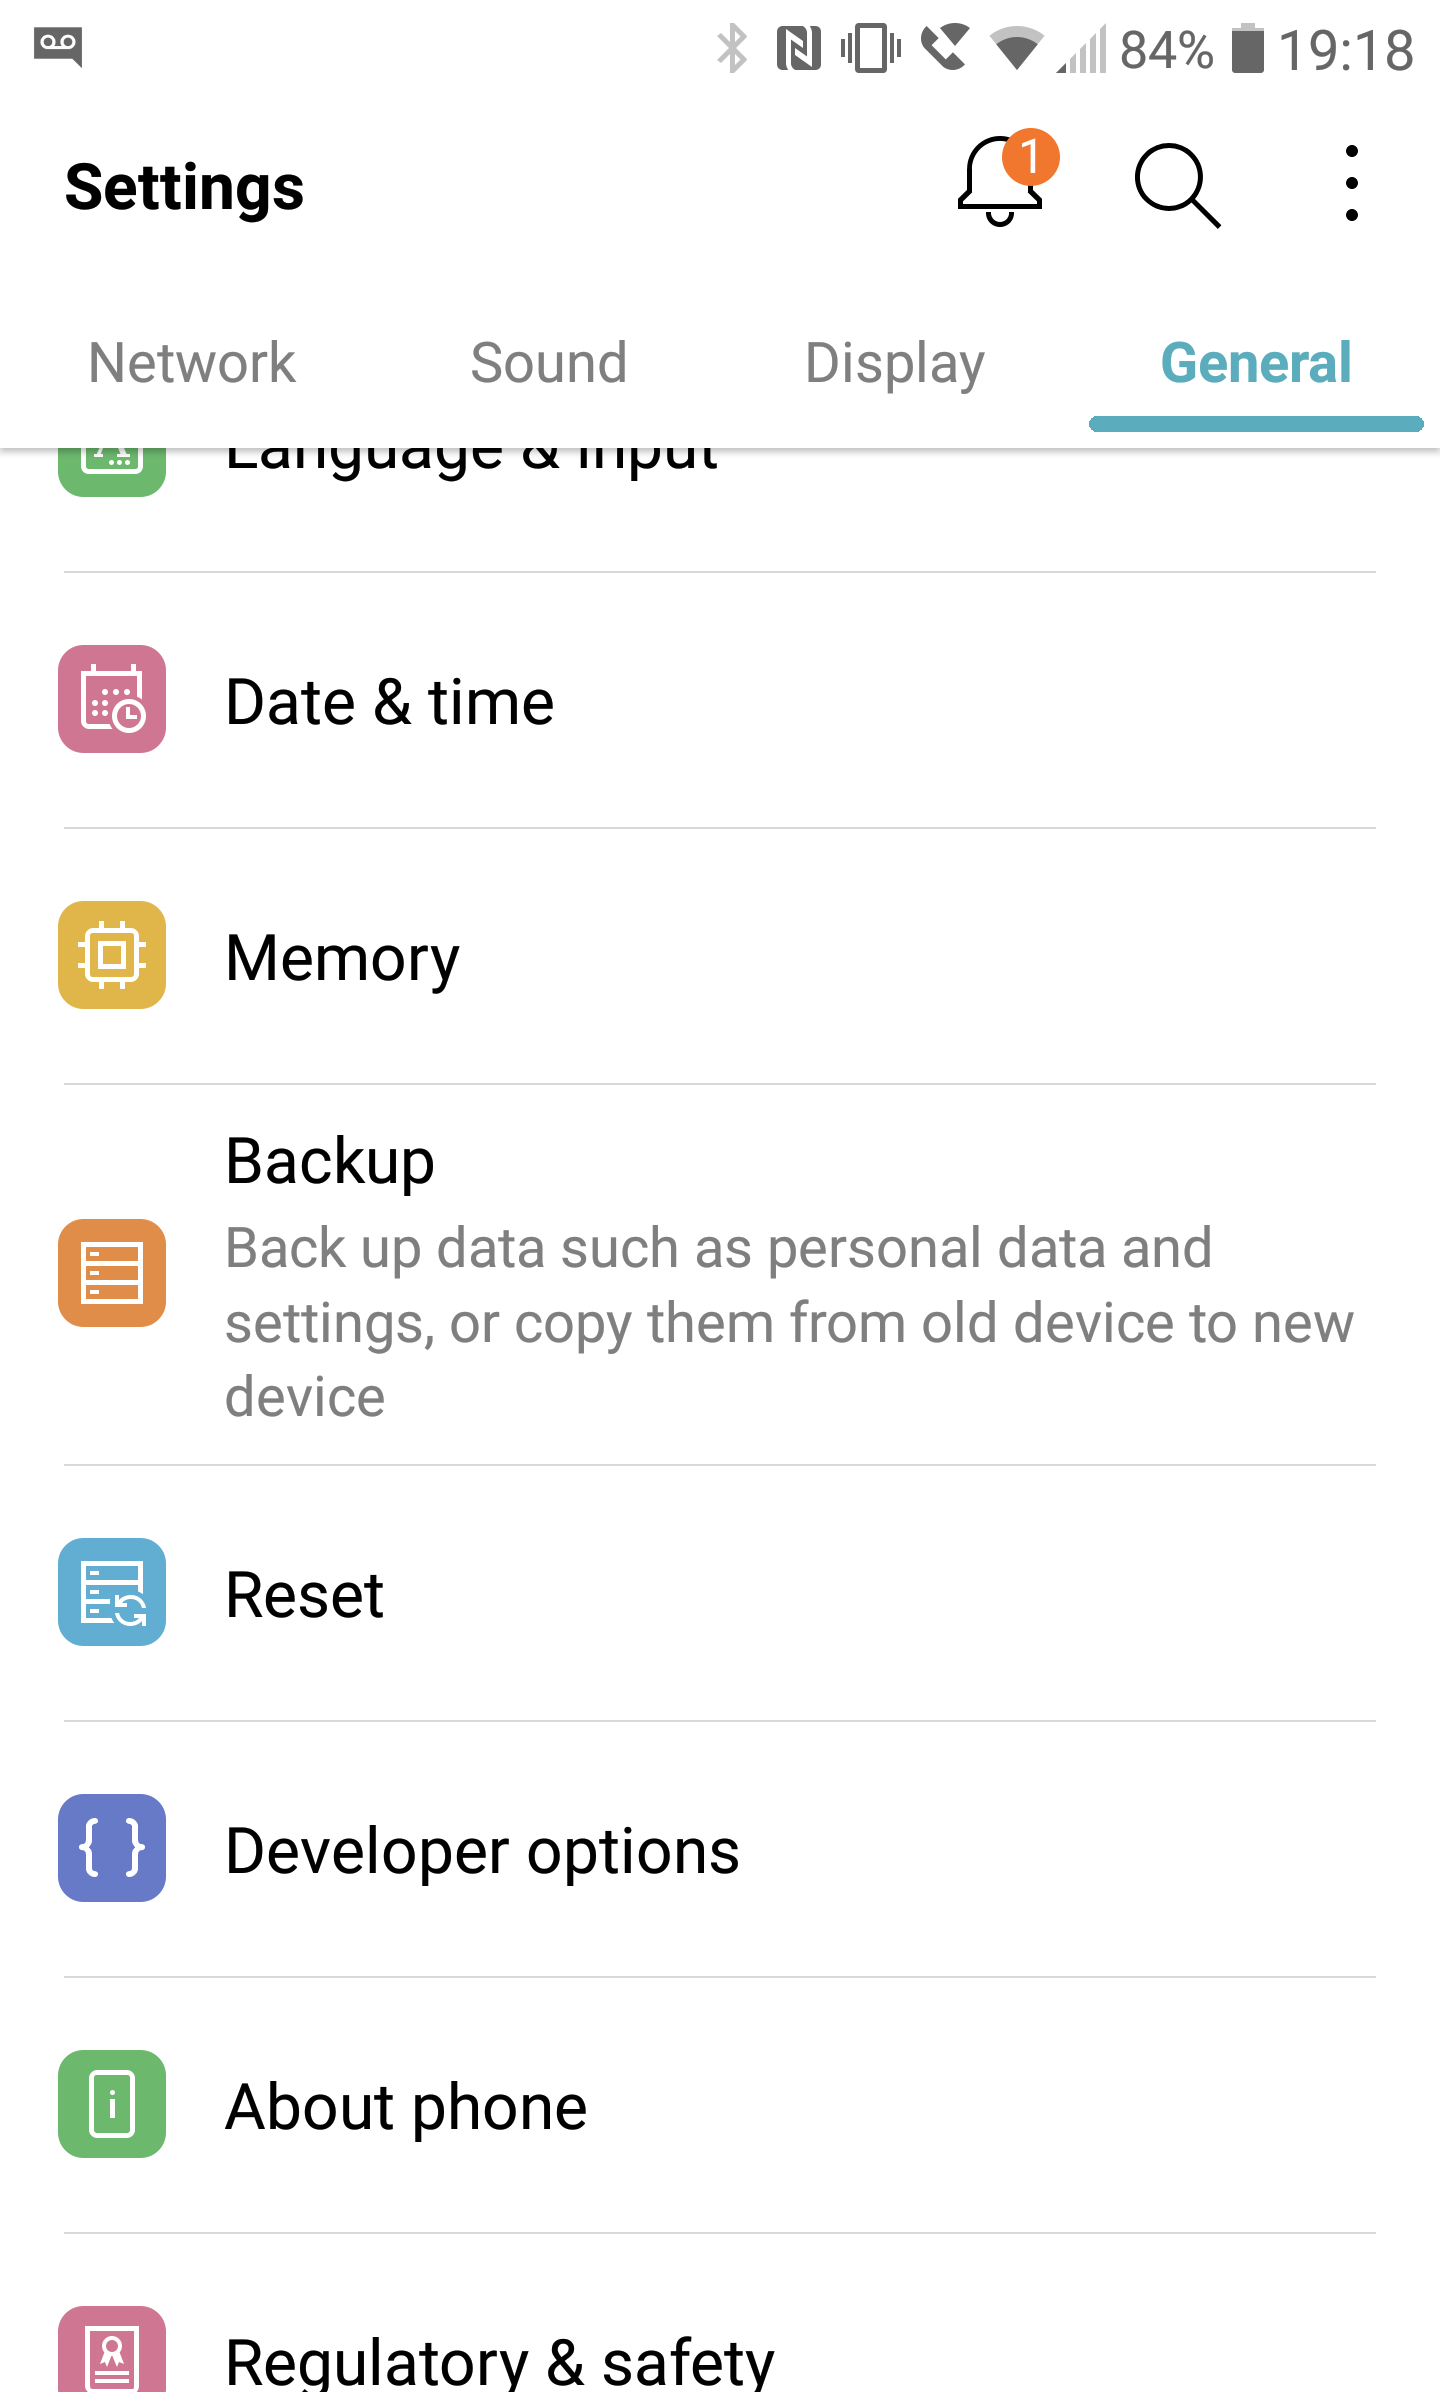 84% 19:18
Settings
1
Network Sound Display General
Language & input
Date & time
Memory
Backup
Back up data such as personal data and
settings, or copy them from old device to new
device
Reset
Developer options
About phone
Regulatory & safety